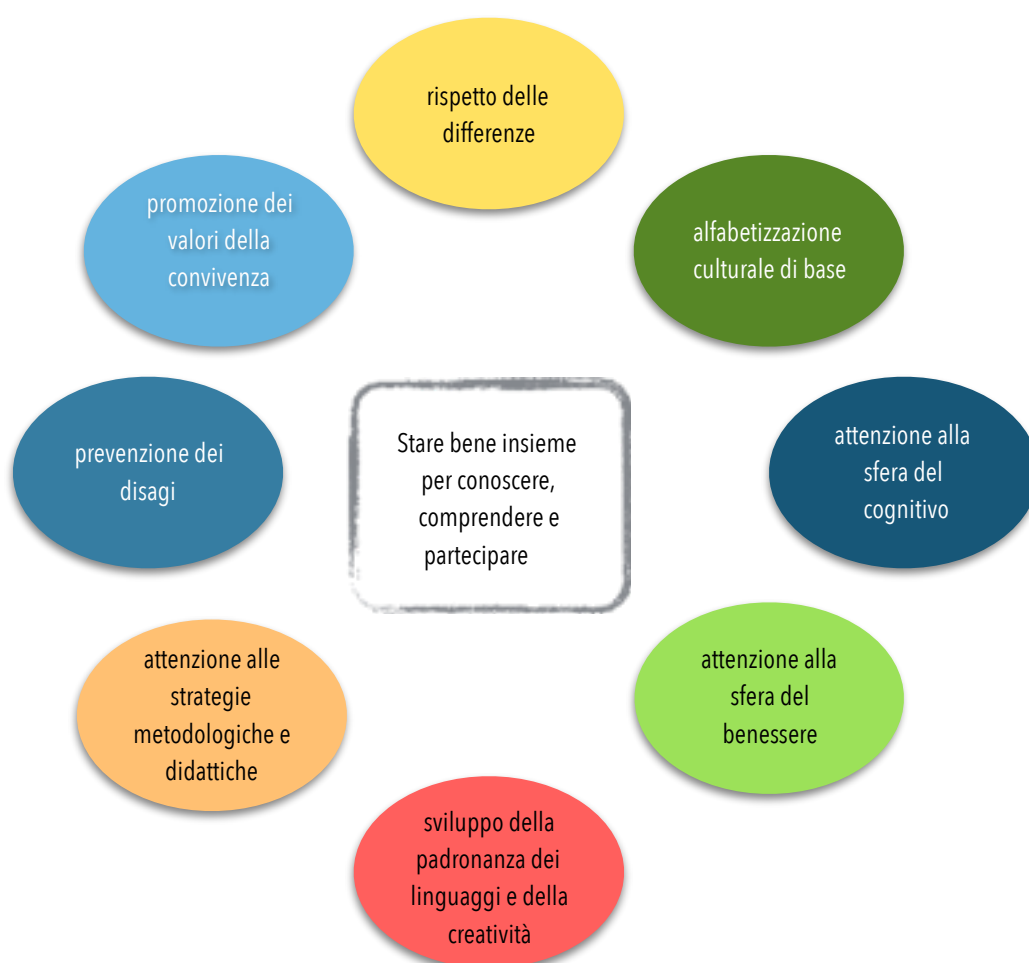 rispetto delle
differenze
promozione dei
valori della
convivenza
alfabetizzazione
culturale di base
prevenzione dei
disagi
Stare bene insieme
per conoscere,
comprendere e
partecipare
attenzione alla
sfera del
cognitivo
attenzione alle
strategie
metodologiche e
didattiche
attenzione alla
sfera del
benessere
sviluppo della
padronanza dei
linguaggi e della
creatività